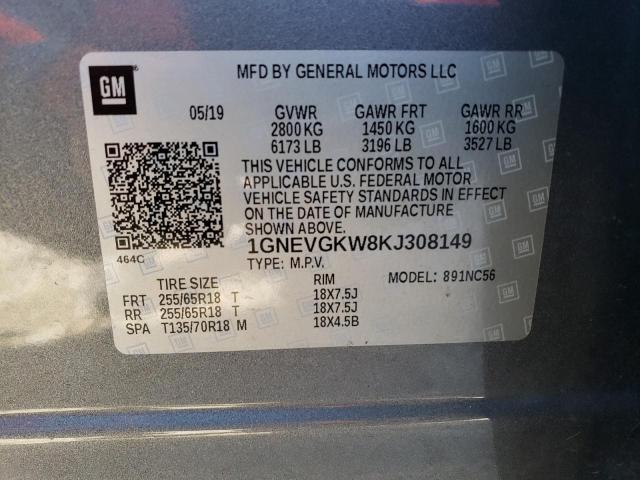 GM
MFD BY GENERAL MOTORS LLC
05/19 GVWR GAWR FRT GAWR RR
2800 KG 1450 KG 1600 KG
6173 LB 3196 LB 3527 LB
THIS VEHICLE CONFORMS TO ALL
APPLICABLE U.S. FEDERAL MOTOR
VEHICLE SAFETY STANDARDS IN EFFECT
ON THE DATE OF MANUFACTURE
SHOWN ABOVE.
464C
1GNEVGKW8KJ308149
TYPE: M.P.V. MODEL: 891NC56
TIRE SIZE RIM
FRT 255/65R18 T 18X7.5J
RR 255/65R18 T 18X7.5J
SPA T135/70R18 M 18X4.5B